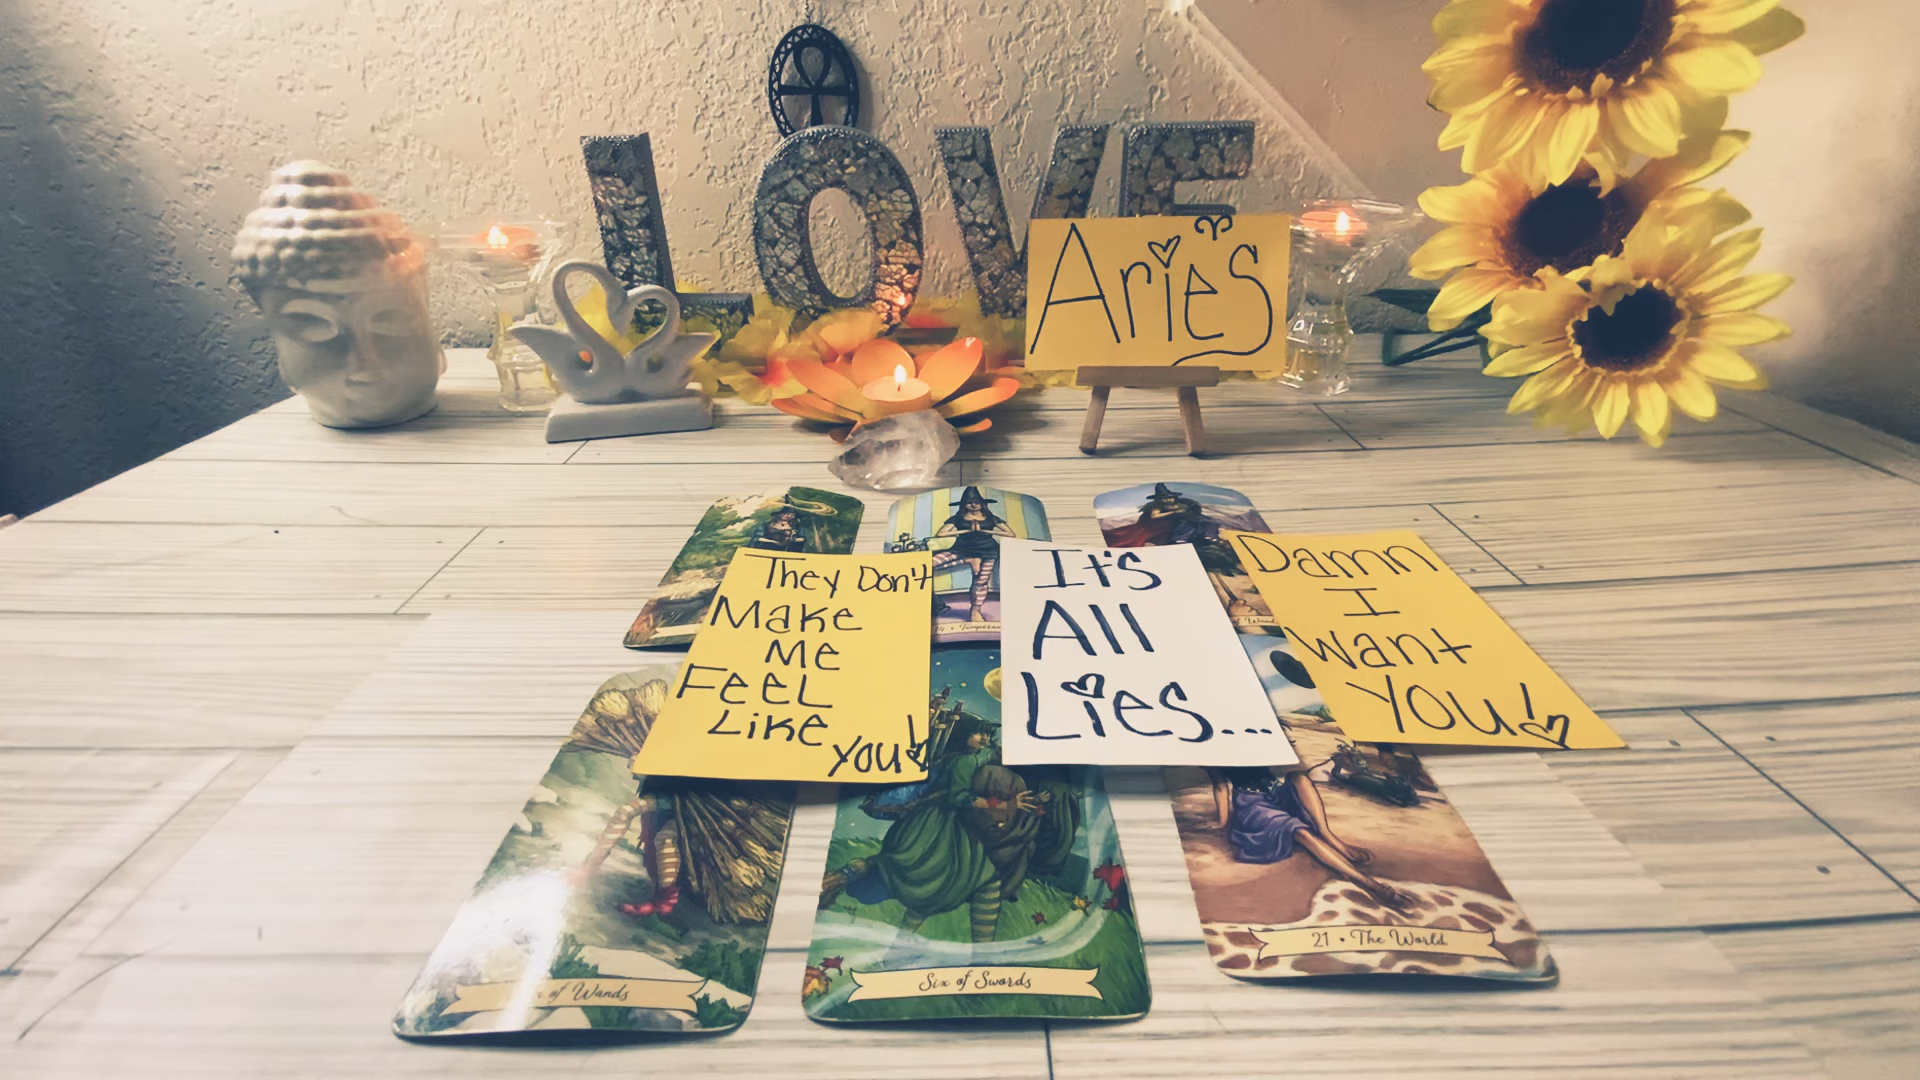 LOVE
Aries
They Don't
Make
Me
Feel
Like
you!
It's
All
Lies...
Damn
I
Want
You!
of Wands
Six of Swords
21 • The World